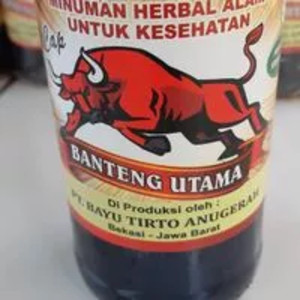 MINUMAN HERBAL ALAMI
UNTUK KESEHATAN
Cap
BANTENG UTAMA
Di Produksi oleh :
PT. BAYU TIRTO ANUGERAH
Bekasi - Jawa Barat